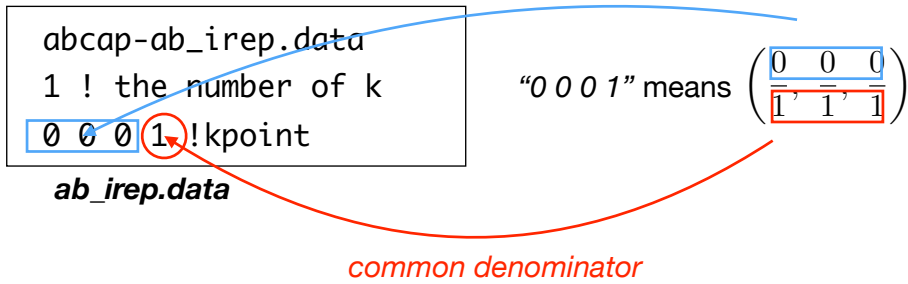 abcap-ab_irep.data
1 ! the number of k
0 0 0 1 !kpoint
ab_irep.data
“0 0 0 1” means (0/1, 0/1, 0/1)
common denominator